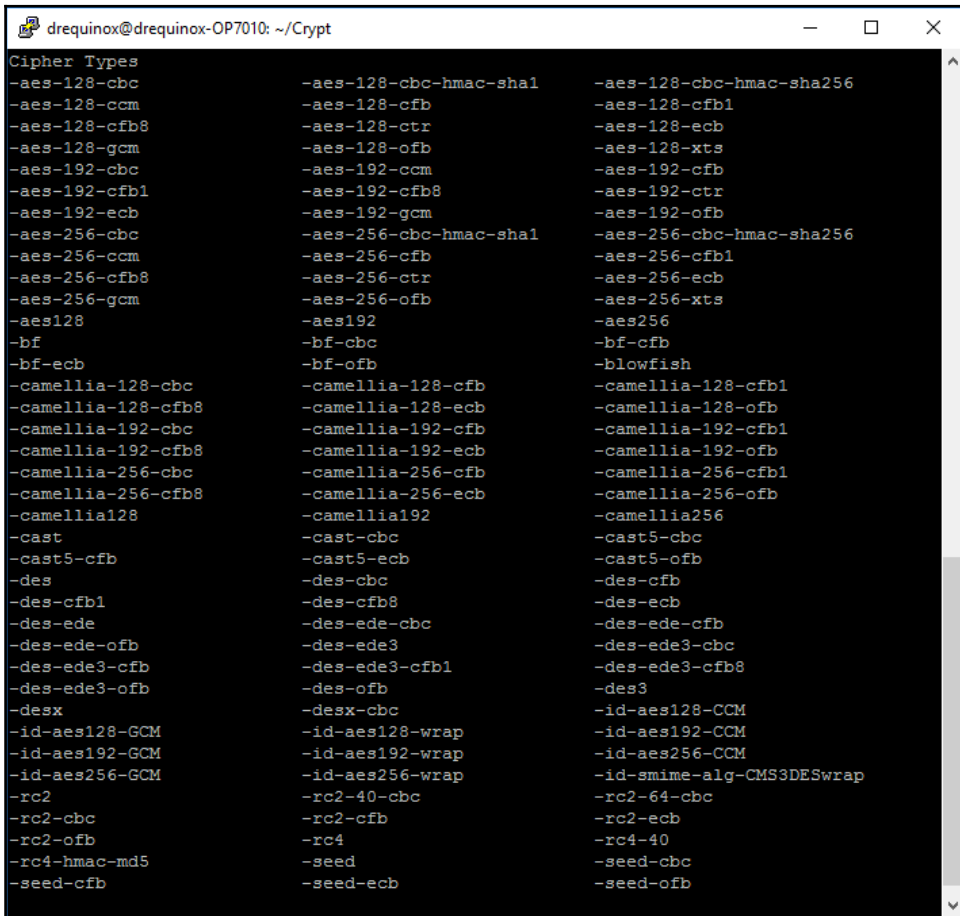 drequinox@drequinox-OP7010: ~/Crypt
Cipher Types
-aes-128-cbc -aes-128-cbc-hmac-sha1 -aes-128-cbc-hmac-sha256
-aes-128-ccm -aes-128-cfb -aes-128-cfb1
-aes-128-cfb8 -aes-128-ctr -aes-128-ecb
-aes-128-gcm -aes-128-ofb -aes-128-xts
-aes-192-cbc -aes-192-ccm -aes-192-cfb
-aes-192-cfb1 -aes-192-cfb8 -aes-192-ctr
-aes-192-ecb -aes-192-gcm -aes-192-ofb
-aes-256-cbc -aes-256-cbc-hmac-sha1 -aes-256-cbc-hmac-sha256
-aes-256-ccm -aes-256-cfb -aes-256-cfb1
-aes-256-cfb8 -aes-256-ctr -aes-256-ecb
-aes-256-gcm -aes-256-ofb -aes-256-xts
-aes128 -aes192 -aes256
-bf -bf-cbc -bf-cfb
-bf-ecb -bf-ofb -blowfish
-camellia-128-cbc -camellia-128-cfb -camellia-128-cfb1
-camellia-128-cfb8 -camellia-128-ecb -camellia-128-ofb
-camellia-192-cbc -camellia-192-cfb -camellia-192-cfb1
-camellia-192-cfb8 -camellia-192-ecb -camellia-192-ofb
-camellia-256-cbc -camellia-256-cfb -camellia-256-cfb1
-camellia-256-cfb8 -camellia-256-ecb -camellia-256-ofb
-camellia128 -camellia192 -camellia256
-cast -cast-cbc -cast5-cbc
-cast5-cfb -cast5-ecb -cast5-ofb
-des -des-cbc -des-cfb
-des-cfb1 -des-cfb8 -des-ecb
-des-ede -des-ede-cbc -des-ede-cfb
-des-ede-ofb -des-ede3 -des-ede3-cbc
-des-ede3-cfb -des-ede3-cfb1 -des-ede3-cfb8
-des-ede3-ofb -des-ofb -des3
-desx -desx-cbc -id-aes128-CCM
-id-aes128-GCM -id-aes128-wrap -id-aes192-CCM
-id-aes192-GCM -id-aes192-wrap -id-aes256-CCM
-id-aes256-GCM -id-aes256-wrap -id-smime-alg-CMS3DESwrap
-rc2 -rc2-40-cbc -rc2-64-cbc
-rc2-cbc -rc2-cfb -rc2-ecb
-rc2-ofb -rc4 -rc4-40
-rc4-hmac-md5 -seed -seed-cbc
-seed-cfb -seed-ecb -seed-ofb